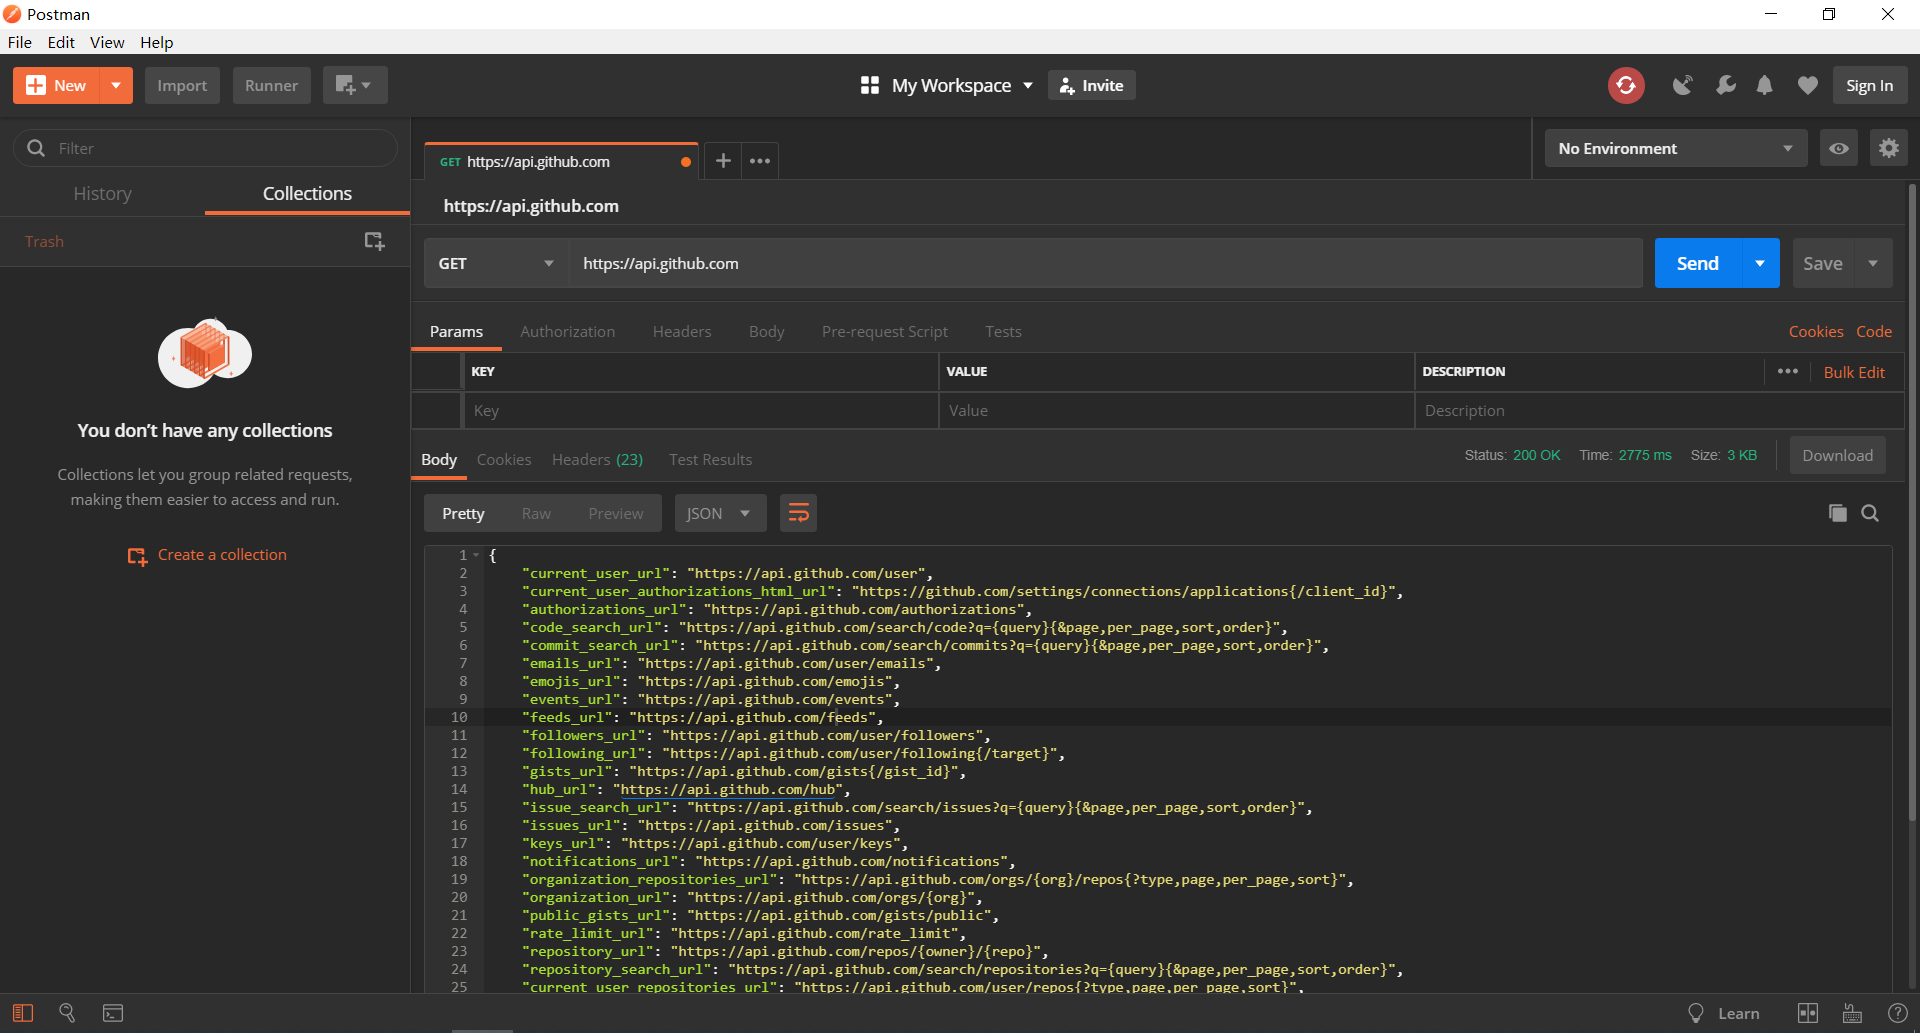 Postman
File Edit View Help
New Import Runner My Workspace Invite Sign In
Filter
History Collections
Trash
You don’t have any collections
Collections let you group related requests,
making them easier to access and run.
Create a collection
GET https://api.github.com
No Environment
https://api.github.com
GET https://api.github.com Send Save
Params Authorization Headers Body Pre-request Script Tests Cookies Code
KEY VALUE DESCRIPTION Bulk Edit
Key Value Description
Body Cookies Headers (23) Test Results Status: 200 OK Time: 2775 ms Size: 3 KB Download
Pretty Raw Preview JSON
1 {
2 "current_user_url": "https://api.github.com/user",
3 "current_user_authorizations_html_url": "https://github.com/settings/connections/applications{/client_id}",
4 "authorizations_url": "https://api.github.com/authorizations",
5 "code_search_url": "https://api.github.com/search/code?q={query}{&page,per_page,sort,order}",
6 "commit_search_url": "https://api.github.com/search/commits?q={query}{&page,per_page,sort,order}",
7 "emails_url": "https://api.github.com/user/emails",
8 "emojis_url": "https://api.github.com/emojis",
9 "events_url": "https://api.github.com/events",
10 "feeds_url": "https://api.github.com/feeds",
11 "followers_url": "https://api.github.com/user/followers",
12 "following_url": "https://api.github.com/user/following{/target}",
13 "gists_url": "https://api.github.com/gists{/gist_id}",
14 "hub_url": "https://api.github.com/hub",
15 "issue_search_url": "https://api.github.com/search/issues?q={query}{&page,per_page,sort,order}",
16 "issues_url": "https://api.github.com/issues",
17 "keys_url": "https://api.github.com/user/keys",
18 "notifications_url": "https://api.github.com/notifications",
19 "organization_repositories_url": "https://api.github.com/orgs/{org}/repos{?type,page,per_page,sort}",
20 "organization_url": "https://api.github.com/orgs/{org}",
21 "public_gists_url": "https://api.github.com/gists/public",
22 "rate_limit_url": "https://api.github.com/rate_limit",
23 "repository_url": "https://api.github.com/repos/{owner}/{repo}",
24 "repository_search_url": "https://api.github.com/search/repositories?q={query}{&page,per_page,sort,order}",
25 "current_user_repositories_url": "https://api.github.com/user/repos{?type,page,per_page,sort}",
Learn